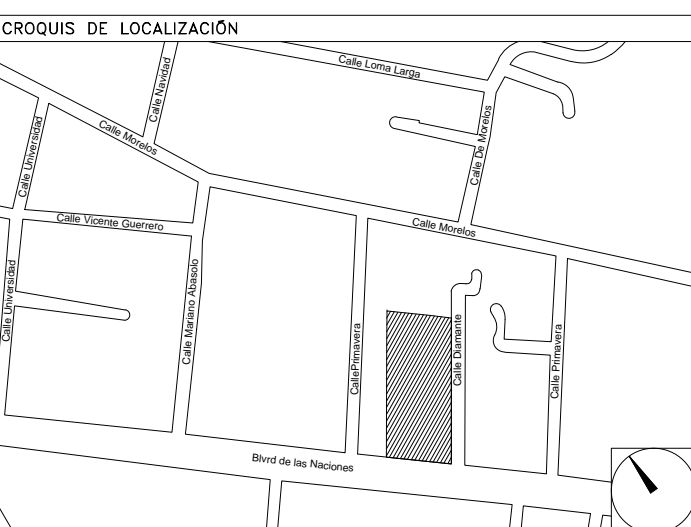 CROQUIS DE LOCALIZACIÓN
Calle Loma Larga
Calle Navidad
Calle Morelos
Calle Universidad
Calle De Morelos
Calle Vicente Guerrero
Calle Morelos
Calle Universidad
Calle Mariano Abasolo
CallePrimavera
Calle Diamante
Calle Primavera
Blvrd de las Naciones